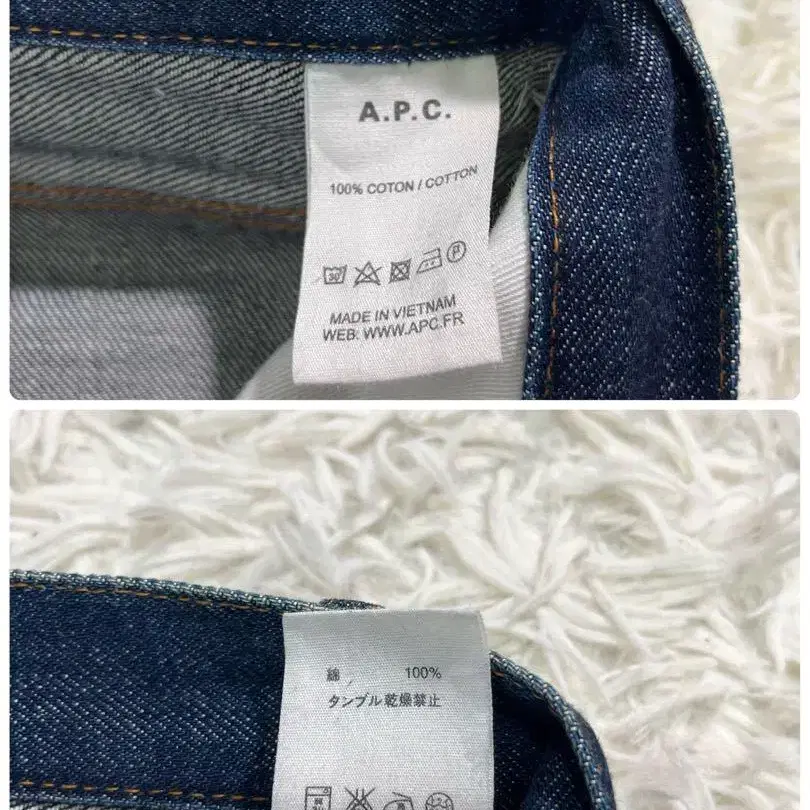 A.P.C.
100% COTON / COTTON
30 P
MADE IN VIETNAM
WEB: WWW.APC.FR
綿 100%
タンブル乾燥禁止